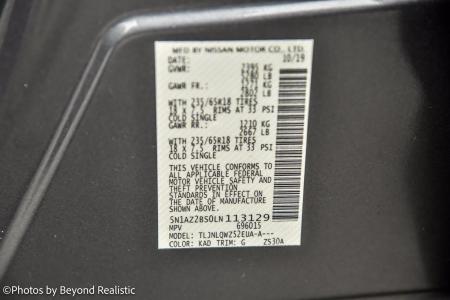 MFD BY NISSAN MOTOR CO., LTD.
DATE: 10/19
GVWR: KG
5280 LB
GAWR FR.: 1271 KG
2802 LB
WITH 235/65R18 TIRES
18 x 7.5 RIMS AT 33 PSI
COLD SINGLE
GAWR RR.: 1210 KG
2667 LB
WITH 235/65R18 TIRES
18 x 7.5 RIMS AT 33 PSI
COLD SINGLE
THIS VEHICLE CONFORMS TO
ALL APPLICABLE FEDERAL
MOTOR VEHICLE SAFETY AND
THEFT PREVENTION
STANDARDS IN EFFECT ON
THE DATE OF MANUFACTURE
SHOWN ABOVE.
5N1AZ2BS0LN113129
MPV 696015
MODEL: TLJNLQWZ52EUA-A---
COLOR: KAD TRIM: G ZS30A
©Photos by Beyond Realistic